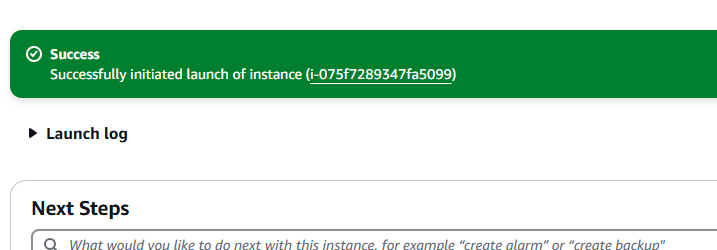 Success
Successfully initiated launch of instance (i-075f7289347fa5099)
Launch log
Next Steps
What would you like to do next with this instance, for example “create alarm” or “create backup”